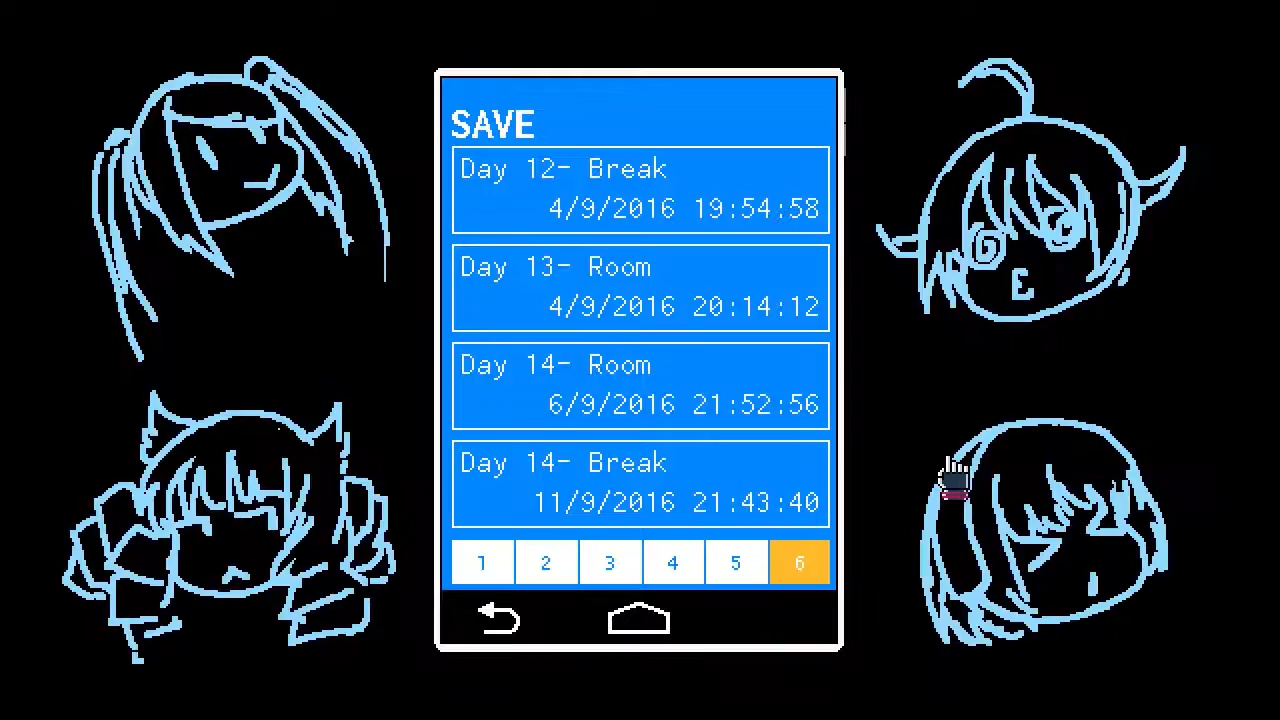 SAVE
Day 12- Break
4/9/2016 19:54:58
Day 13- Room
4/9/2016 20:14:12
Day 14- Room
6/9/2016 21:52:56
Day 14- Break
11/9/2016 21:43:40
1 2 3 4 5 6